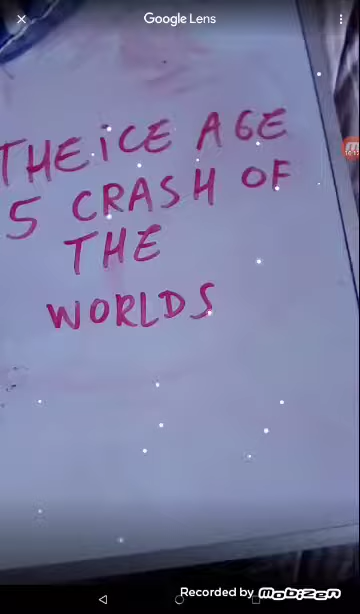 Google Lens
THE iCE AGE
5 CRASH OF
THE
WORLDS
Recorded by mobizen